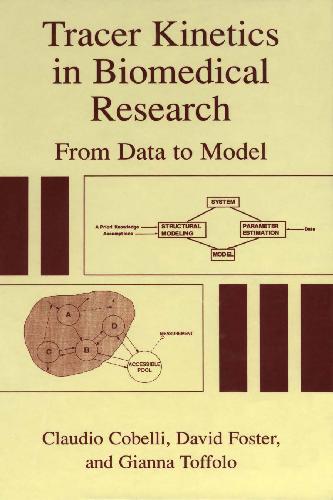 Tracer Kinetics
in Biomedical
Research
From Data to Model
SYSTEM
A Priori Knowledge
Assumptions
STRUCTURAL
MODELING
PARAMETER
ESTIMATION
Data
MODEL
A
D
MEASUREMENT
C
B
ACCESSIBLE
POOL
Claudio Cobelli, David Foster,
and Gianna Toffolo